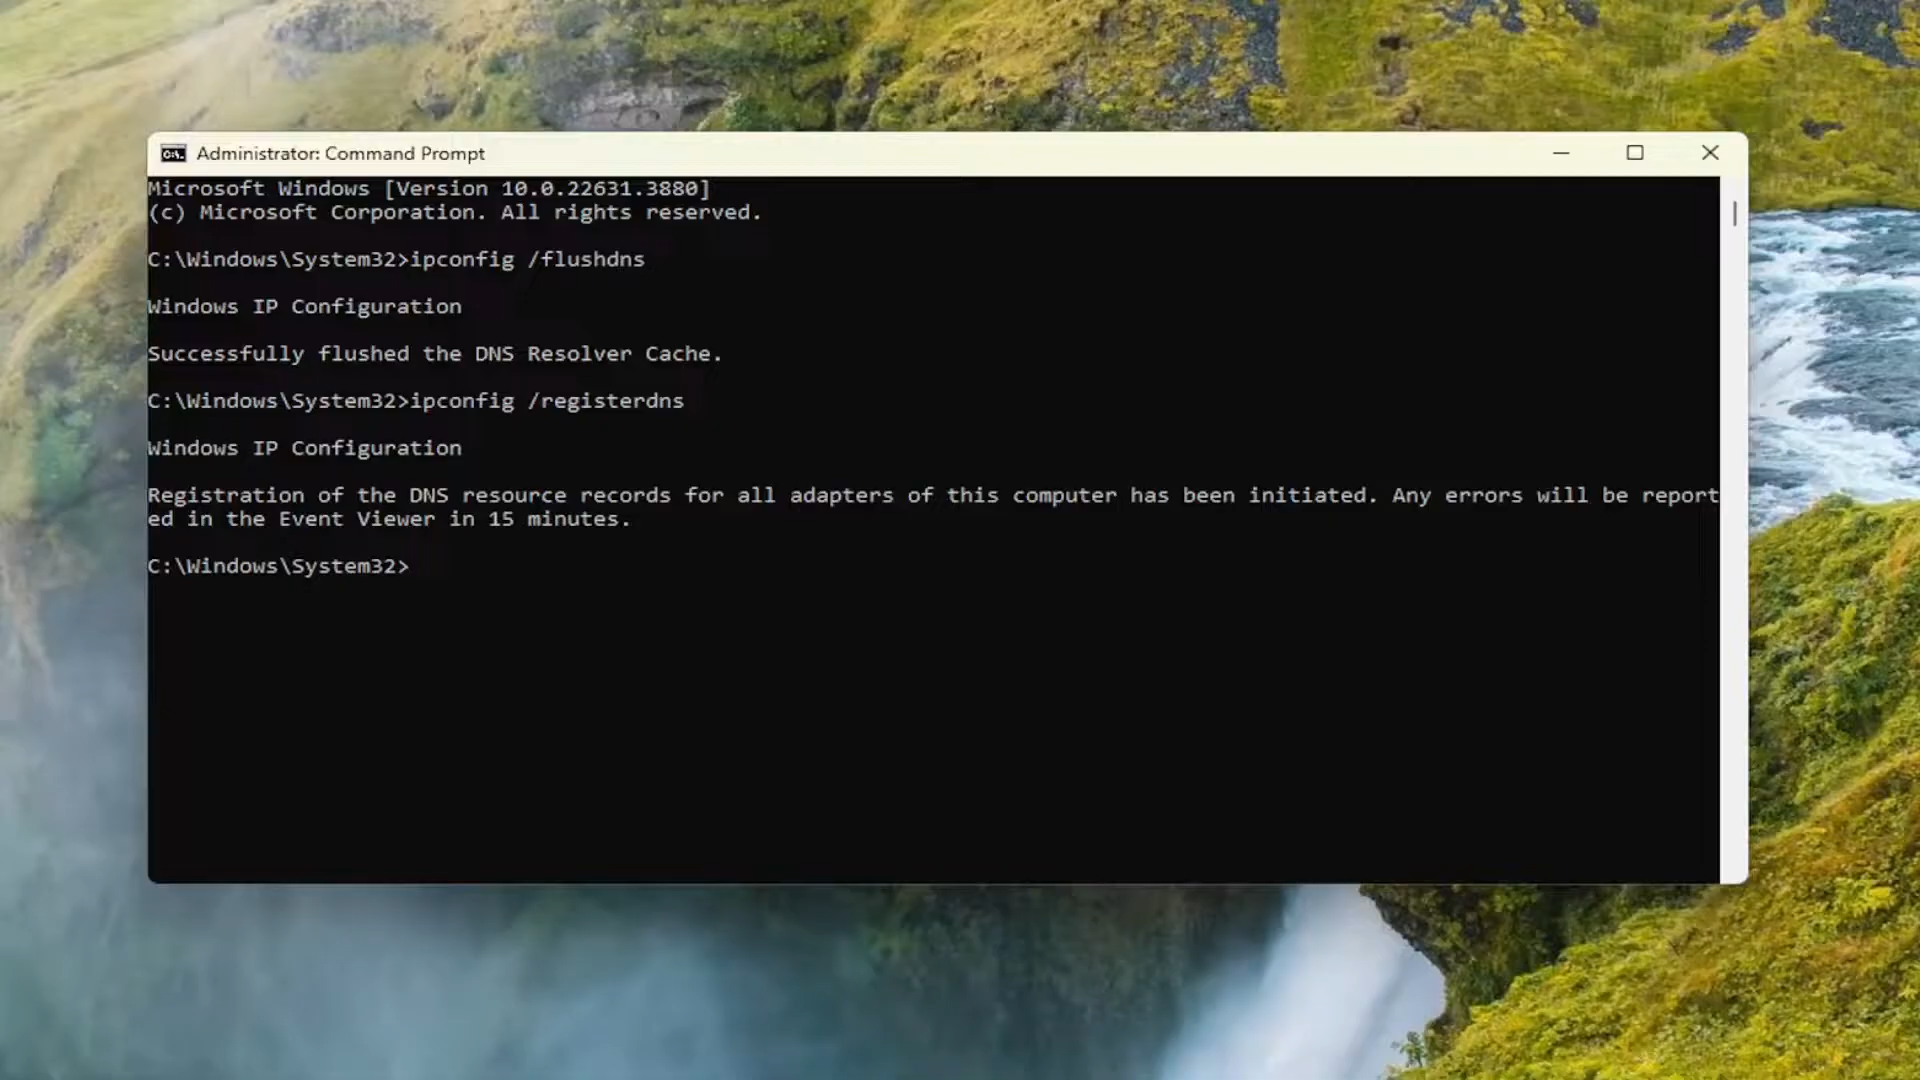 Administrator: Command Prompt
Microsoft Windows [Version 10.0.22631.3880]
(c) Microsoft Corporation. All rights reserved.
C:\Windows\System32>ipconfig /flushdns
Windows IP Configuration
Successfully flushed the DNS Resolver Cache.
C:\Windows\System32>ipconfig /registerdns
Windows IP Configuration
Registration of the DNS resource records for all adapters of this computer has been initiated. Any errors will be report
ed in the Event Viewer in 15 minutes.
C:\Windows\System32>